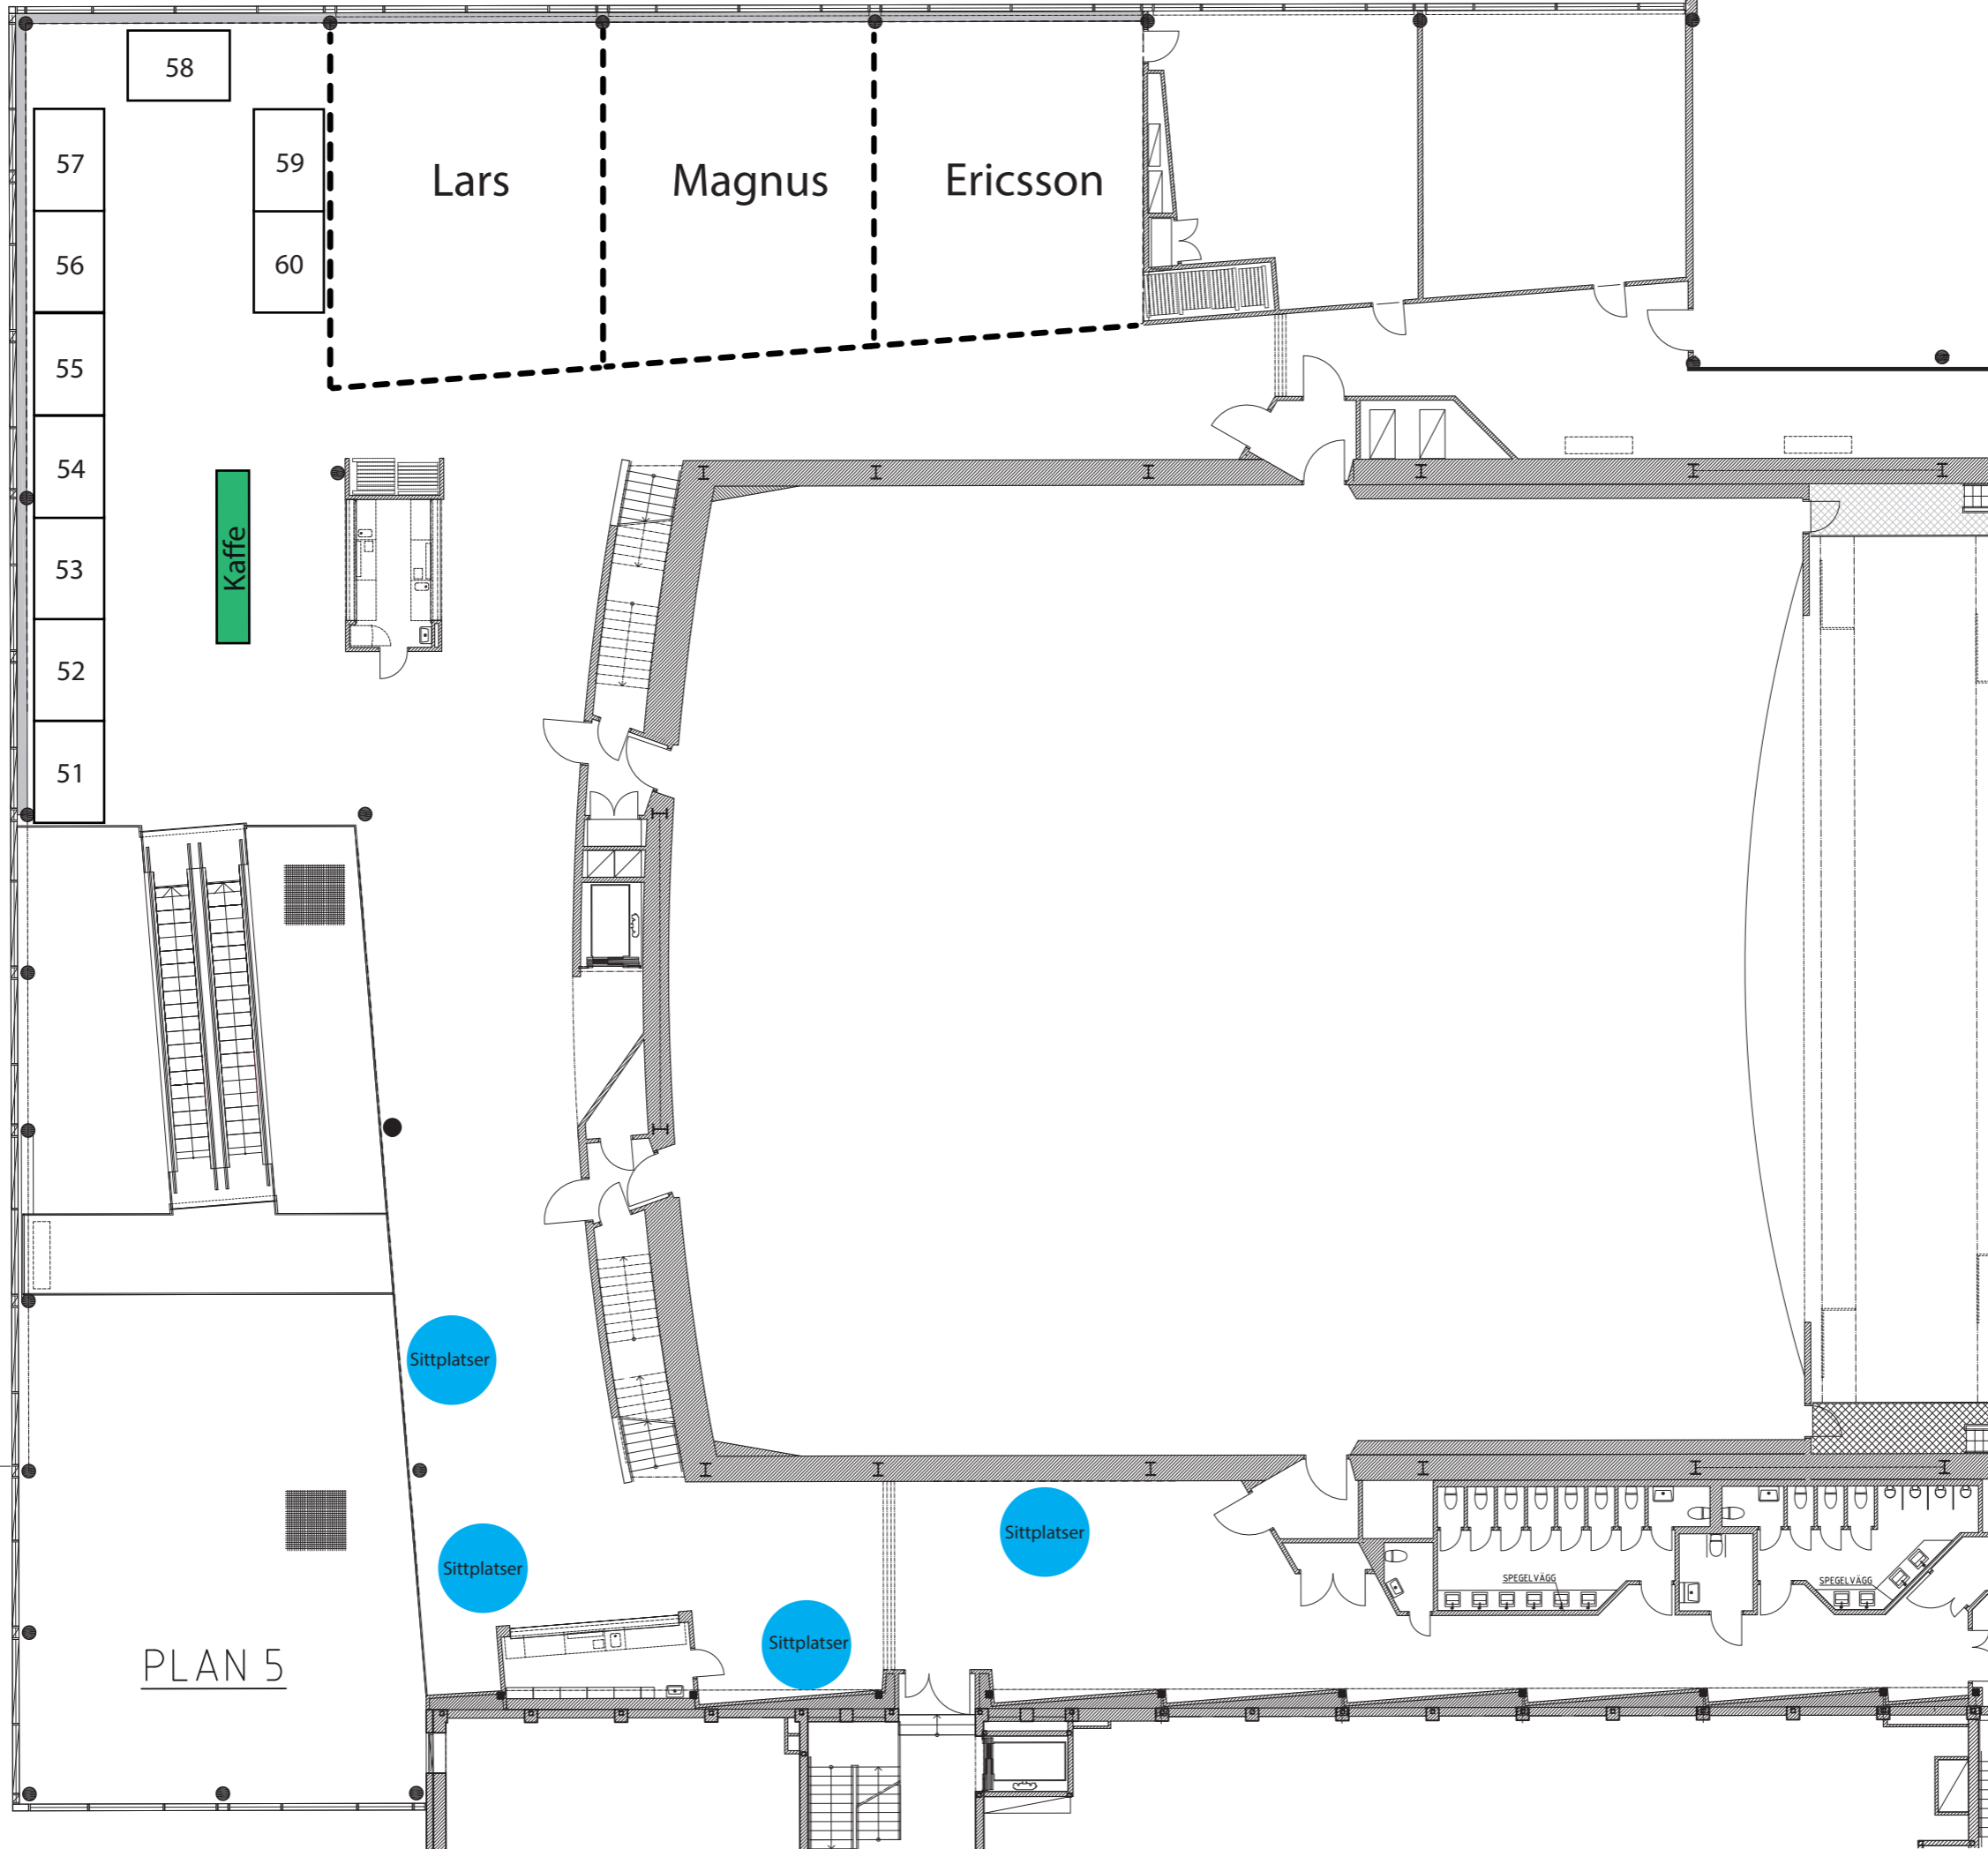 58
57
59
Lars
Magnus
Ericsson
56
60
55
54
Kaffe
53
52
51
Sittplatser
Sittplatser
Sittplatser
Sittplatser
SPEGELVÄGG
SPEGELVÄGG
PLAN 5